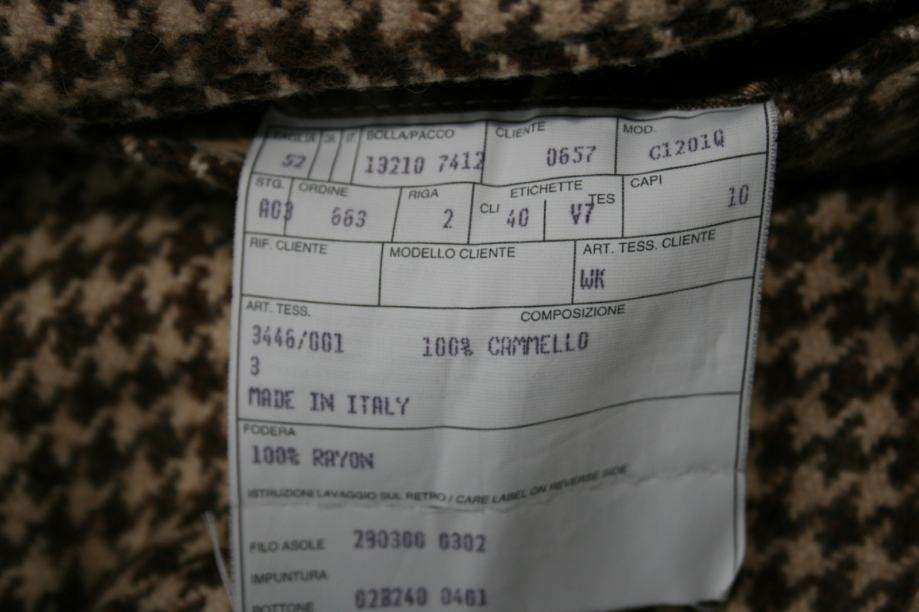 TAGLIA BOLLA/PACCO CLIENTE MOD.
52 13210 7412 0657 C1201Q
STG. ORDINE RIGA ETICHETTE CAPI
A03 663 2 CLI 40 TES V7 10
RIF. CLIENTE MODELLO CLIENTE ART. TESS. CLIENTE
WK
ART. TESS. COMPOSIZIONE
3446/001 100% CAMMELLO
3
MADE IN ITALY
FODERA
100% RAYON
ISTRUZIONI LAVAGGIO SUL RETRO / CARE LABEL ON REVERSE SIDE
FILO ASOLE 290300 0302
IMPUNTURA
BOTTONE 028240 0401